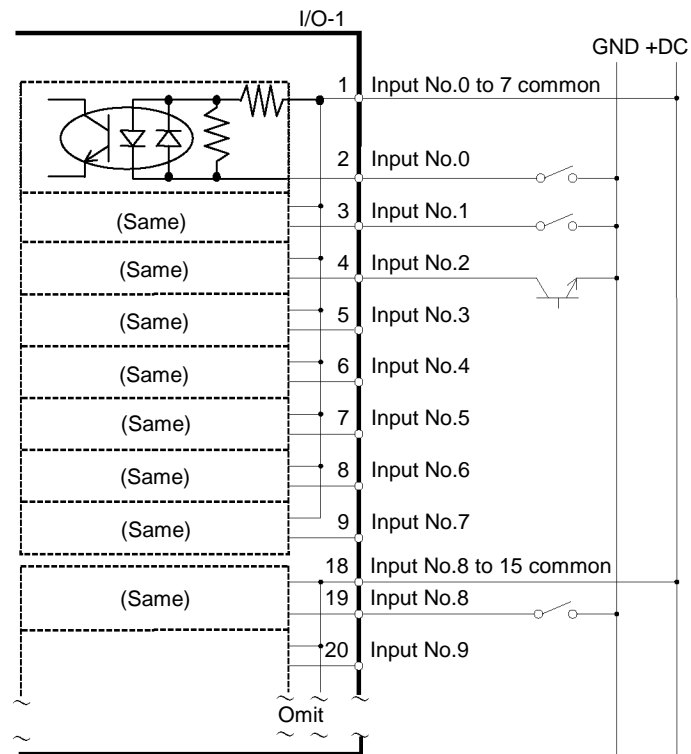 I/O-1
GND +DC
1 Input No.0 to 7 common
2 Input No.0
(Same) 3 Input No.1
(Same) 4 Input No.2
(Same) 5 Input No.3
(Same) 6 Input No.4
(Same) 7 Input No.5
(Same) 8 Input No.6
(Same) 9 Input No.7
18 Input No.8 to 15 common
(Same) 19 Input No.8
20 Input No.9
Omit